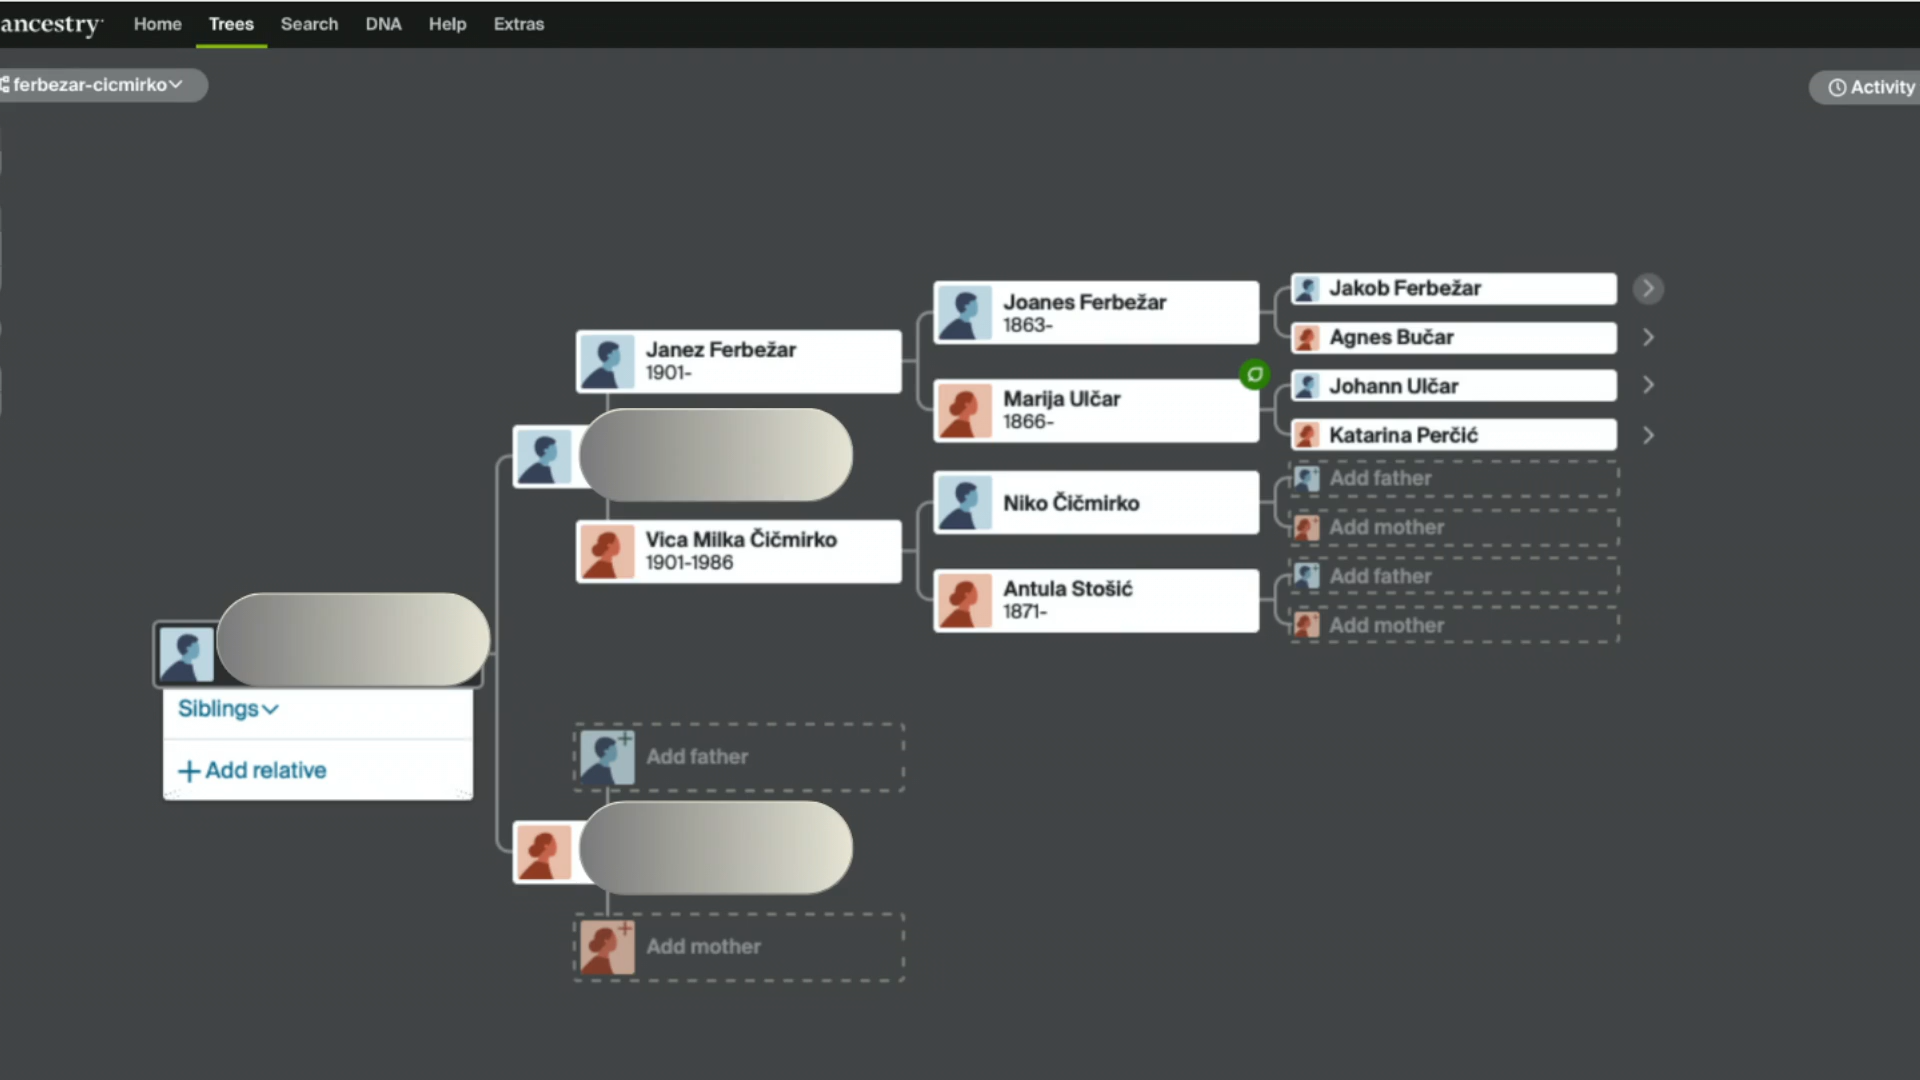 ancestry
Home
Trees
Search
DNA
Help
Extras
ferbezar-cicmirko
Activity
Joanes Ferbežar
1863-
Jakob Ferbežar
Agnes Bučar
Janez Ferbežar
1901-
Marija Ulčar
1866-
Johann Ulčar
Katarina Perčić
Niko Čičmirko
Add father
Add mother
Vica Milka Čičmirko
1901-1986
Antula Stošić
1871-
Add father
Add mother
Siblings
Add relative
Add father
Add mother